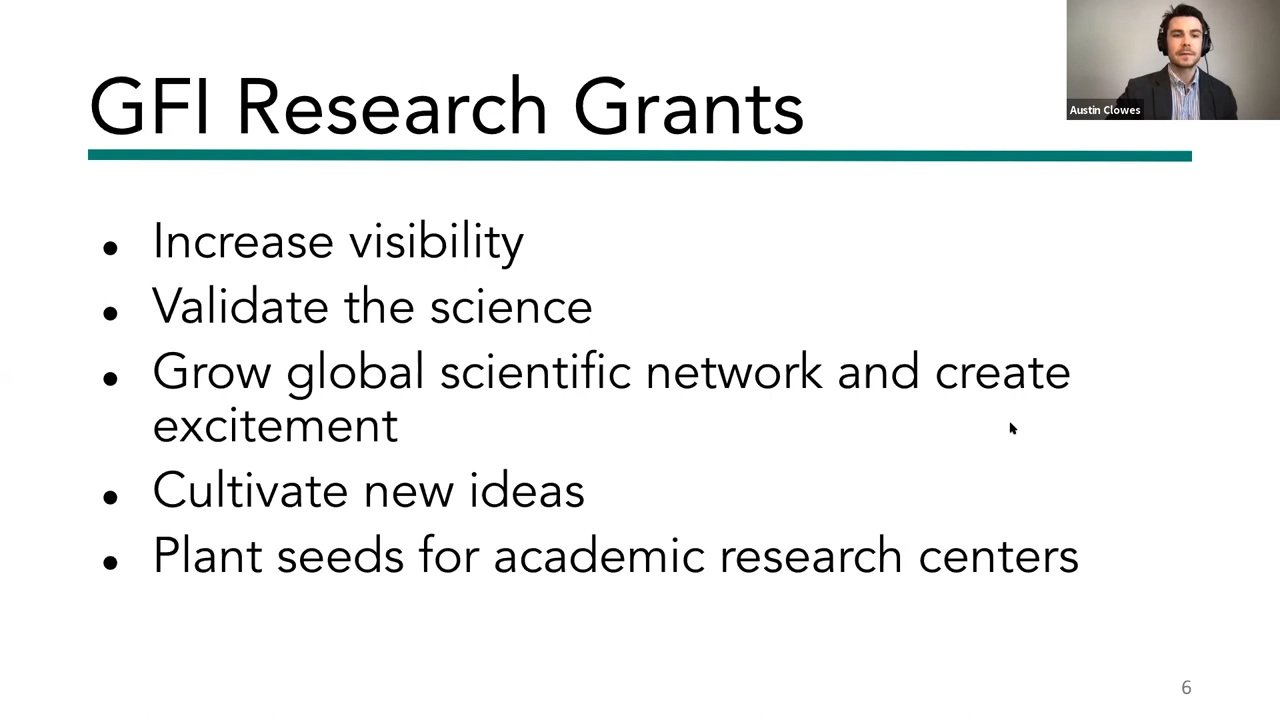 GFI Research Grants
Austin Clowes
● Increase visibility
● Validate the science
● Grow global scientific network and create
excitement
● Cultivate new ideas
● Plant seeds for academic research centers
6